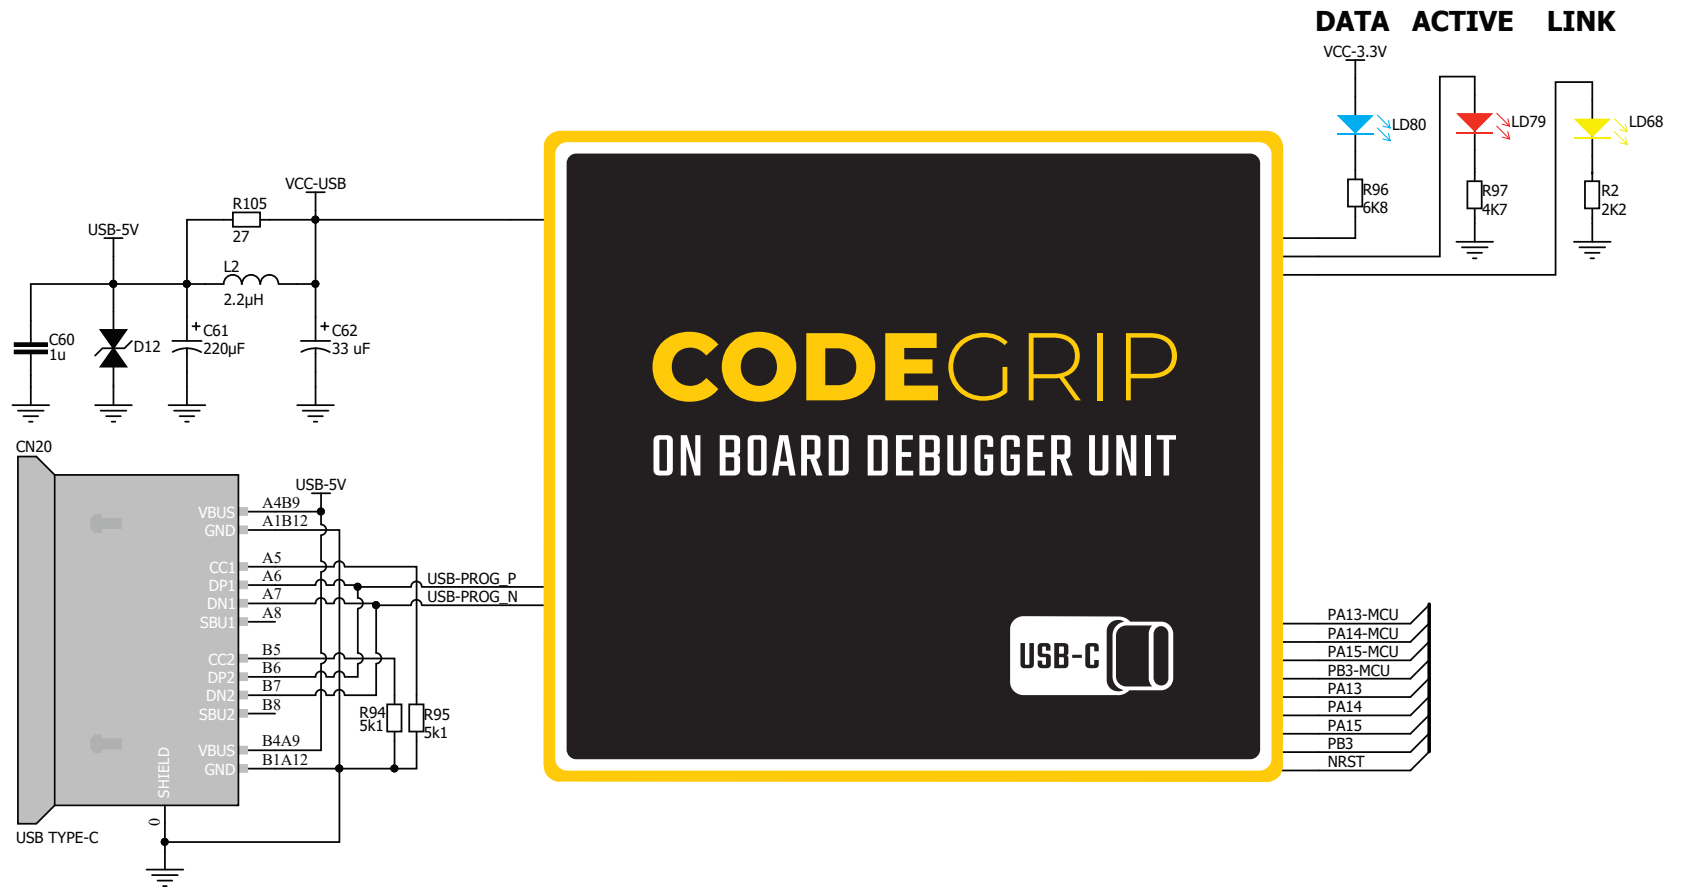 DATA ACTIVE LINK
VCC-3.3V
LD80
LD79
LD68
R96
6K8
R97
4K7
R2
2K2
VCC-USB
R105
27
USB-5V
L2
2.2µH
C60
1u
D12
C61
220µF
C62
33 uF
CODEGRIP
ON BOARD DEBUGGER UNIT
USB-C
CN20
USB-5V
VBUS A4B9
GND A1B12
CC1 A5
DP1 A6
DN1 A7
SBU1 A8
CC2 B5
DP2 B6
DN2 B7
SBU2 B8
VBUS B4A9
GND B1A12
SHIELD
0
USB TYPE-C
R94
5k1
R95
5k1
USB-PROG_P
USB-PROG_N
PA13-MCU
PA14-MCU
PA15-MCU
PB3-MCU
PA13
PA14
PA15
PB3
NRST